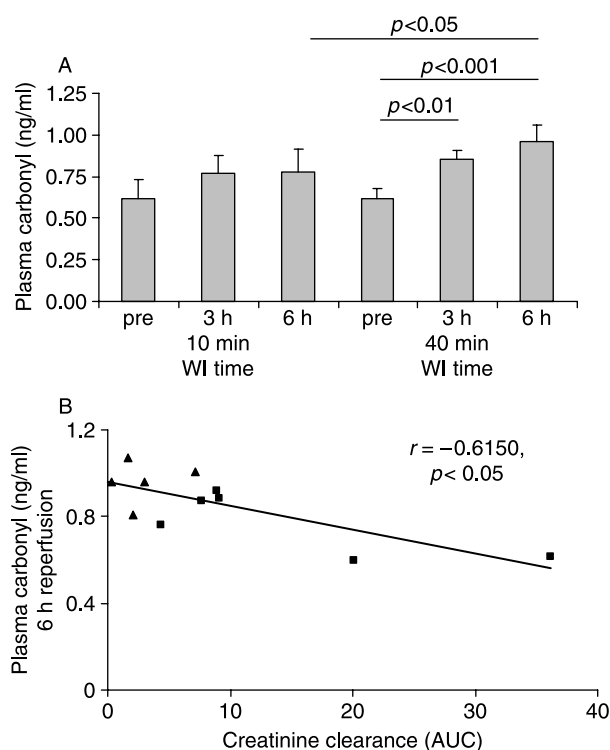 p<0.05
A
p<0.001
p<0.01
Plasma carbonyl (ng/ml)
1.25
1.00
0.75
0.50
0.25
0.00
pre 3 h 6 h pre 3 h 6 h
10 min 40 min
WI time WI time
B
r = −0.6150,
p< 0.05
Plasma carbonyl (ng/ml)
6 h reperfusion
1.2
0.8
0.4
0
0 10 20 30 40
Creatinine clearance (AUC)